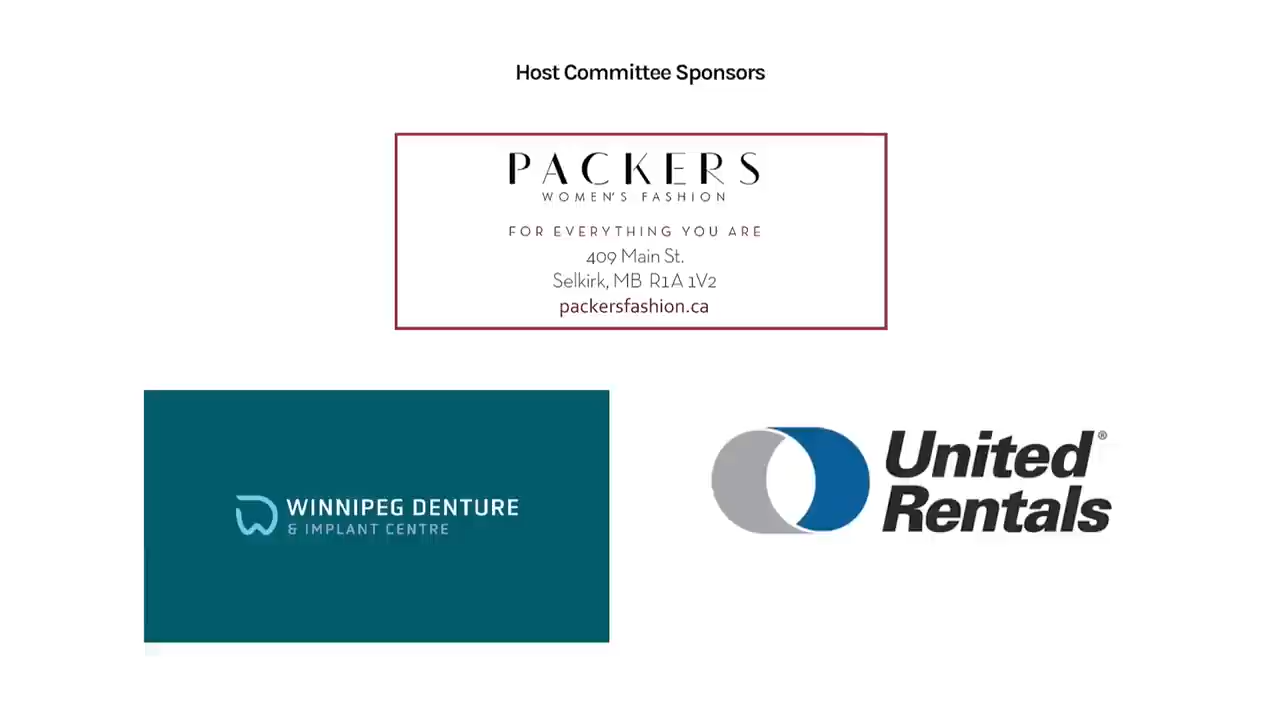 Host Committee Sponsors
PACKERS
WOMEN'S FASHION
FOR EVERYTHING YOU ARE
409 Main St.
Selkirk, MB R1A 1V2
packersfashion.ca
WINNIPEG DENTURE
& IMPLANT CENTRE
United®
Rentals